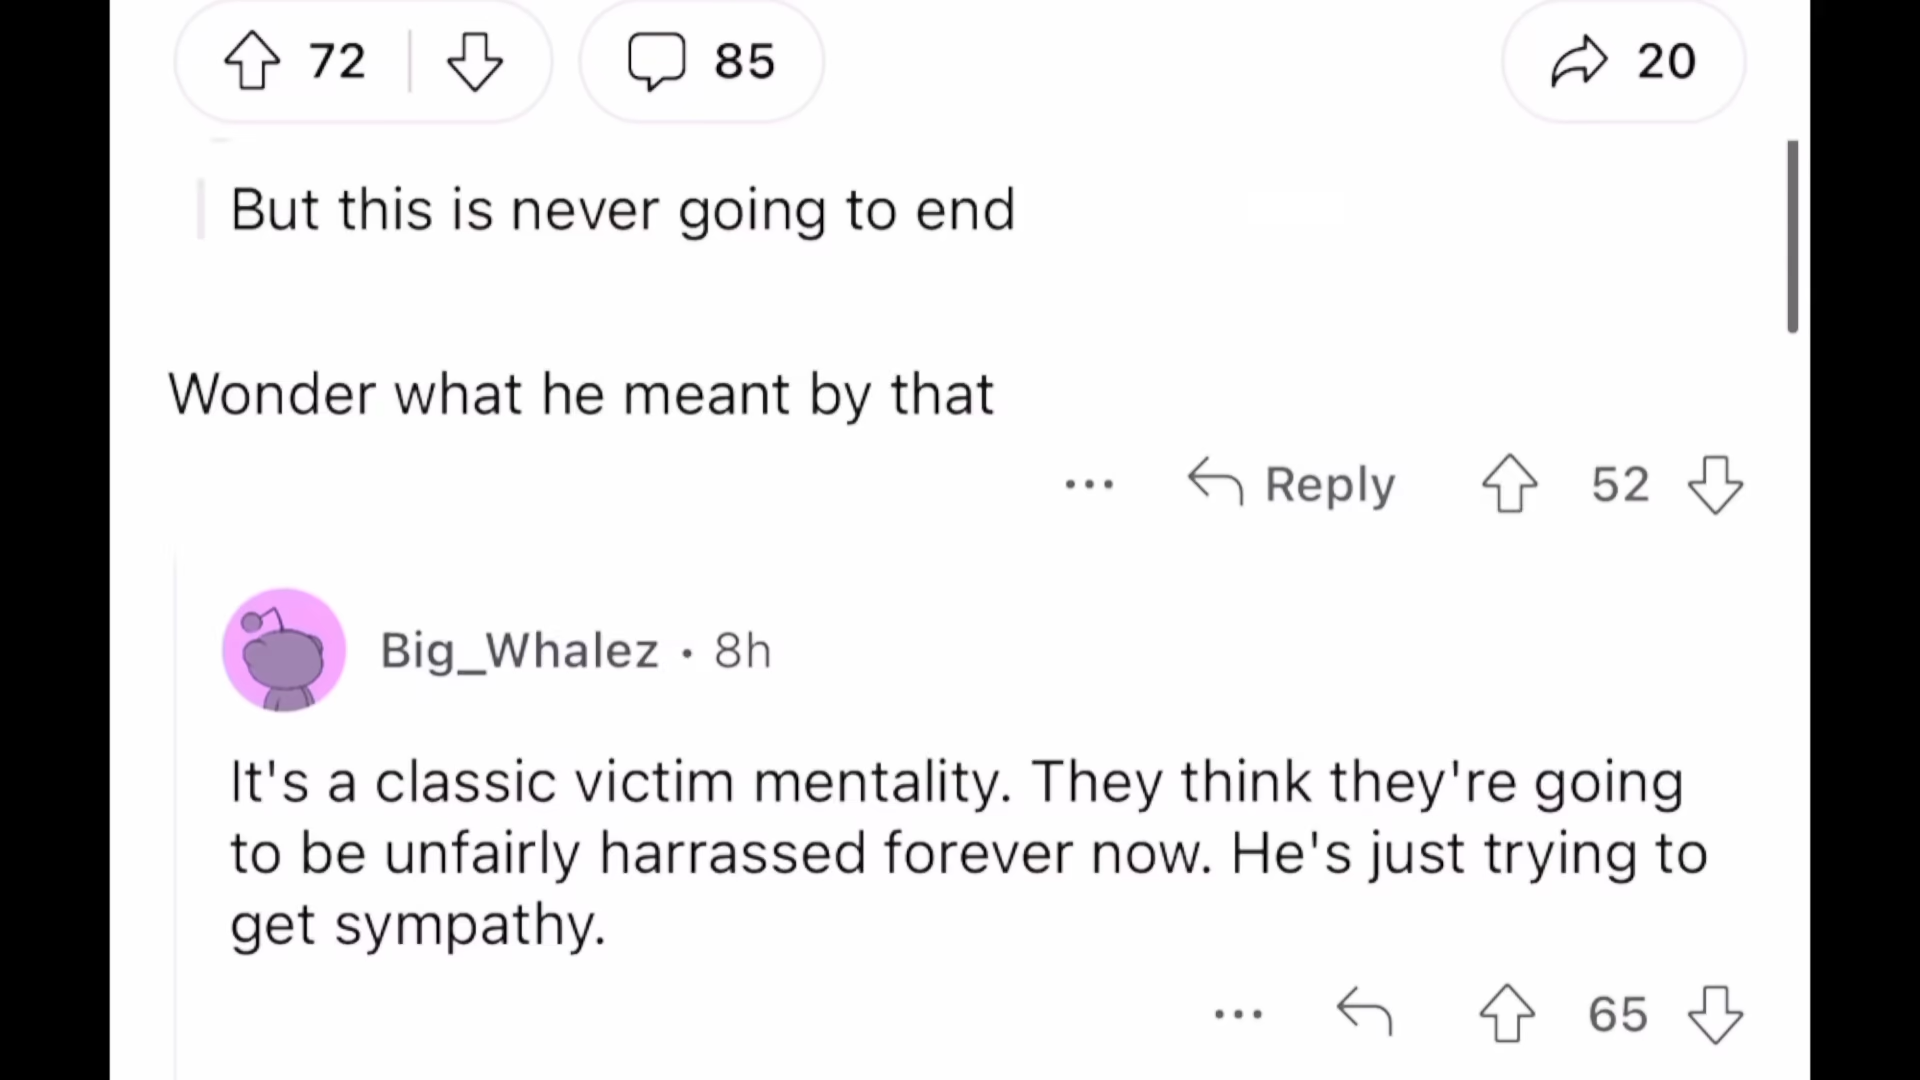 72
85
20
But this is never going to end
Wonder what he meant by that
... Reply 52
Big_Whalez • 8h
It's a classic victim mentality. They think they're going
to be unfairly harrassed forever now. He's just trying to
get sympathy.
... 65